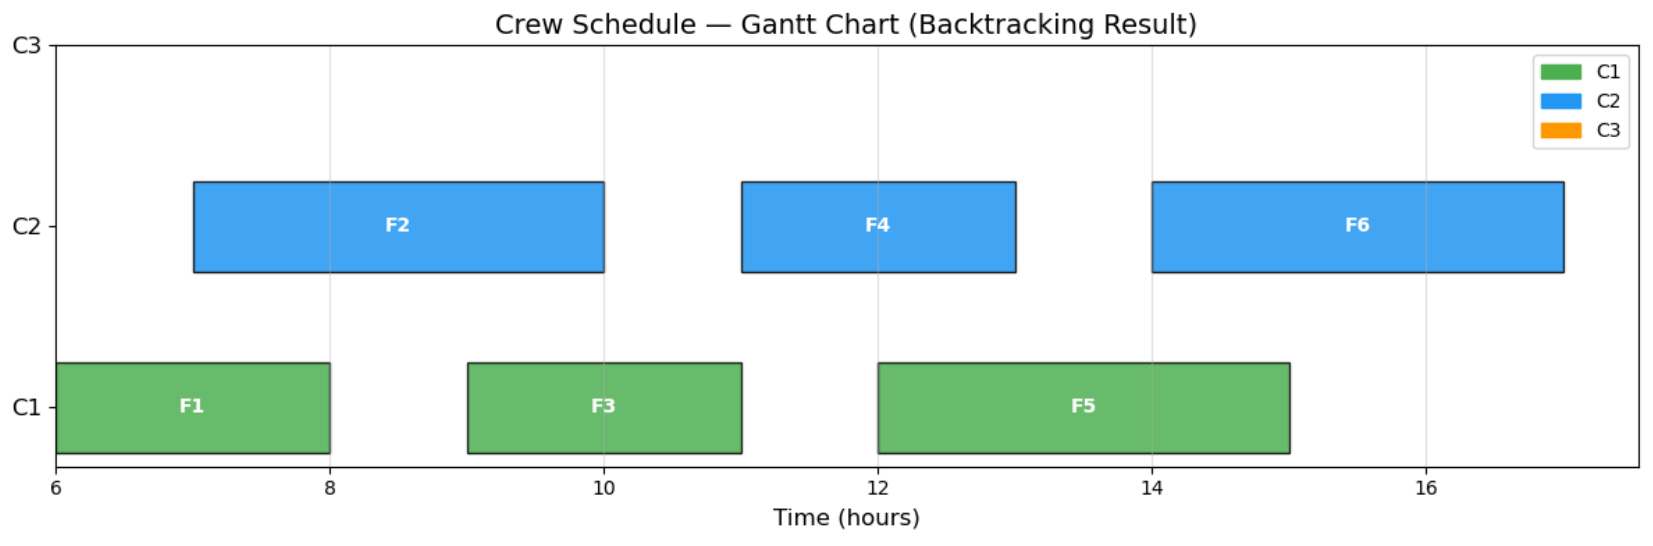 Crew Schedule — Gantt Chart (Backtracking Result)
C3
C1
C2
C3
C2
F2
F4
F6
C1
F1
F3
F5
6
8
10
12
14
16
Time (hours)